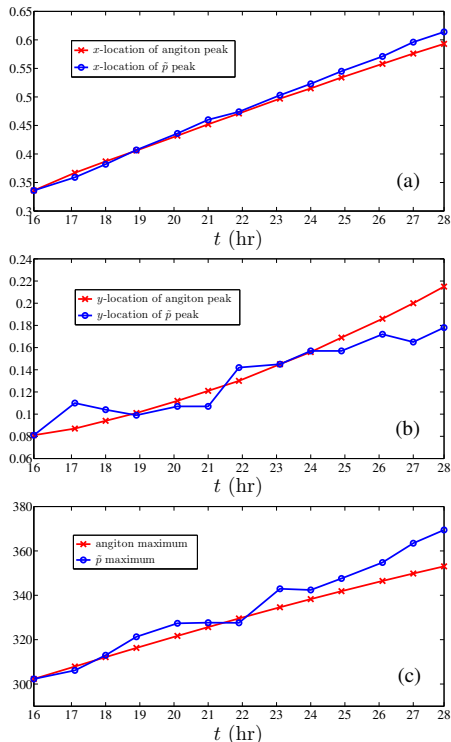 0.65
0.6
0.55
0.5
0.45
0.4
0.35
0.3
x-location of angiton peak
x-location of p̃ peak
(a)
16 17 18 19 20 21 22 23 24 25 26 27 28
t (hr)
0.24
0.2
0.18
0.16
0.12
0.1
0.08
0.06
y-location of angiton peak
y-location of p̃ peak
(b)
16 17 18 19 20 21 22 23 24 25 26 27 28
t (hr)
380
360
340
320
300
angiton maximum
p̃ maximum
(c)
16 17 18 19 20 21 22 23 24 25 26 27 28
t (hr)